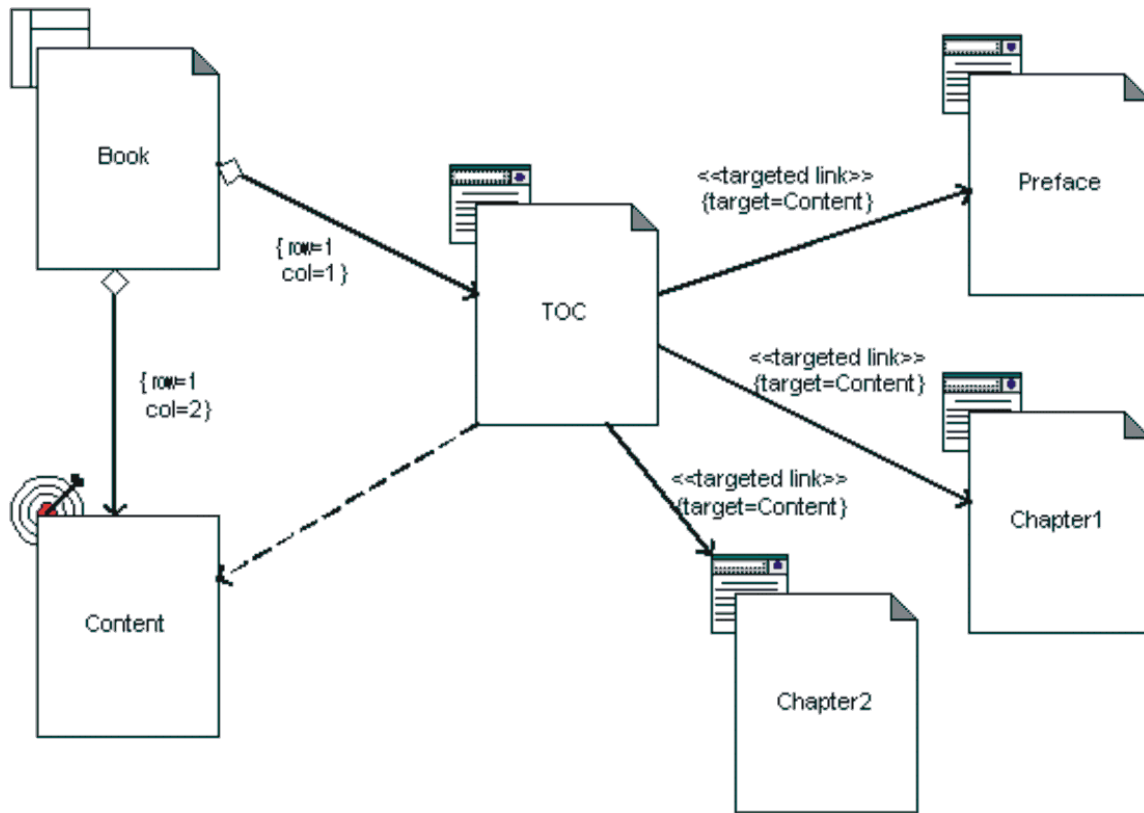 Book
Preface
<<targeted link>>
{target=Content}
{ row=1
col=1}
TOC
<<targeted link>>
{target=Content}
{ row=1
col=2}
<<targeted link>>
{target=Content}
Chapter1
Content
Chapter2